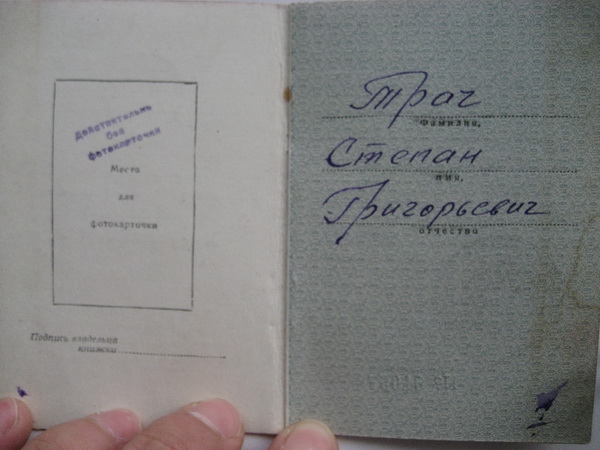 Действительно
без
фотокарточки
Место
для
фотокарточки
Подпись владельца
книжки
Трач
фамилия,
Степан
имя,
Григорьевич
отчество